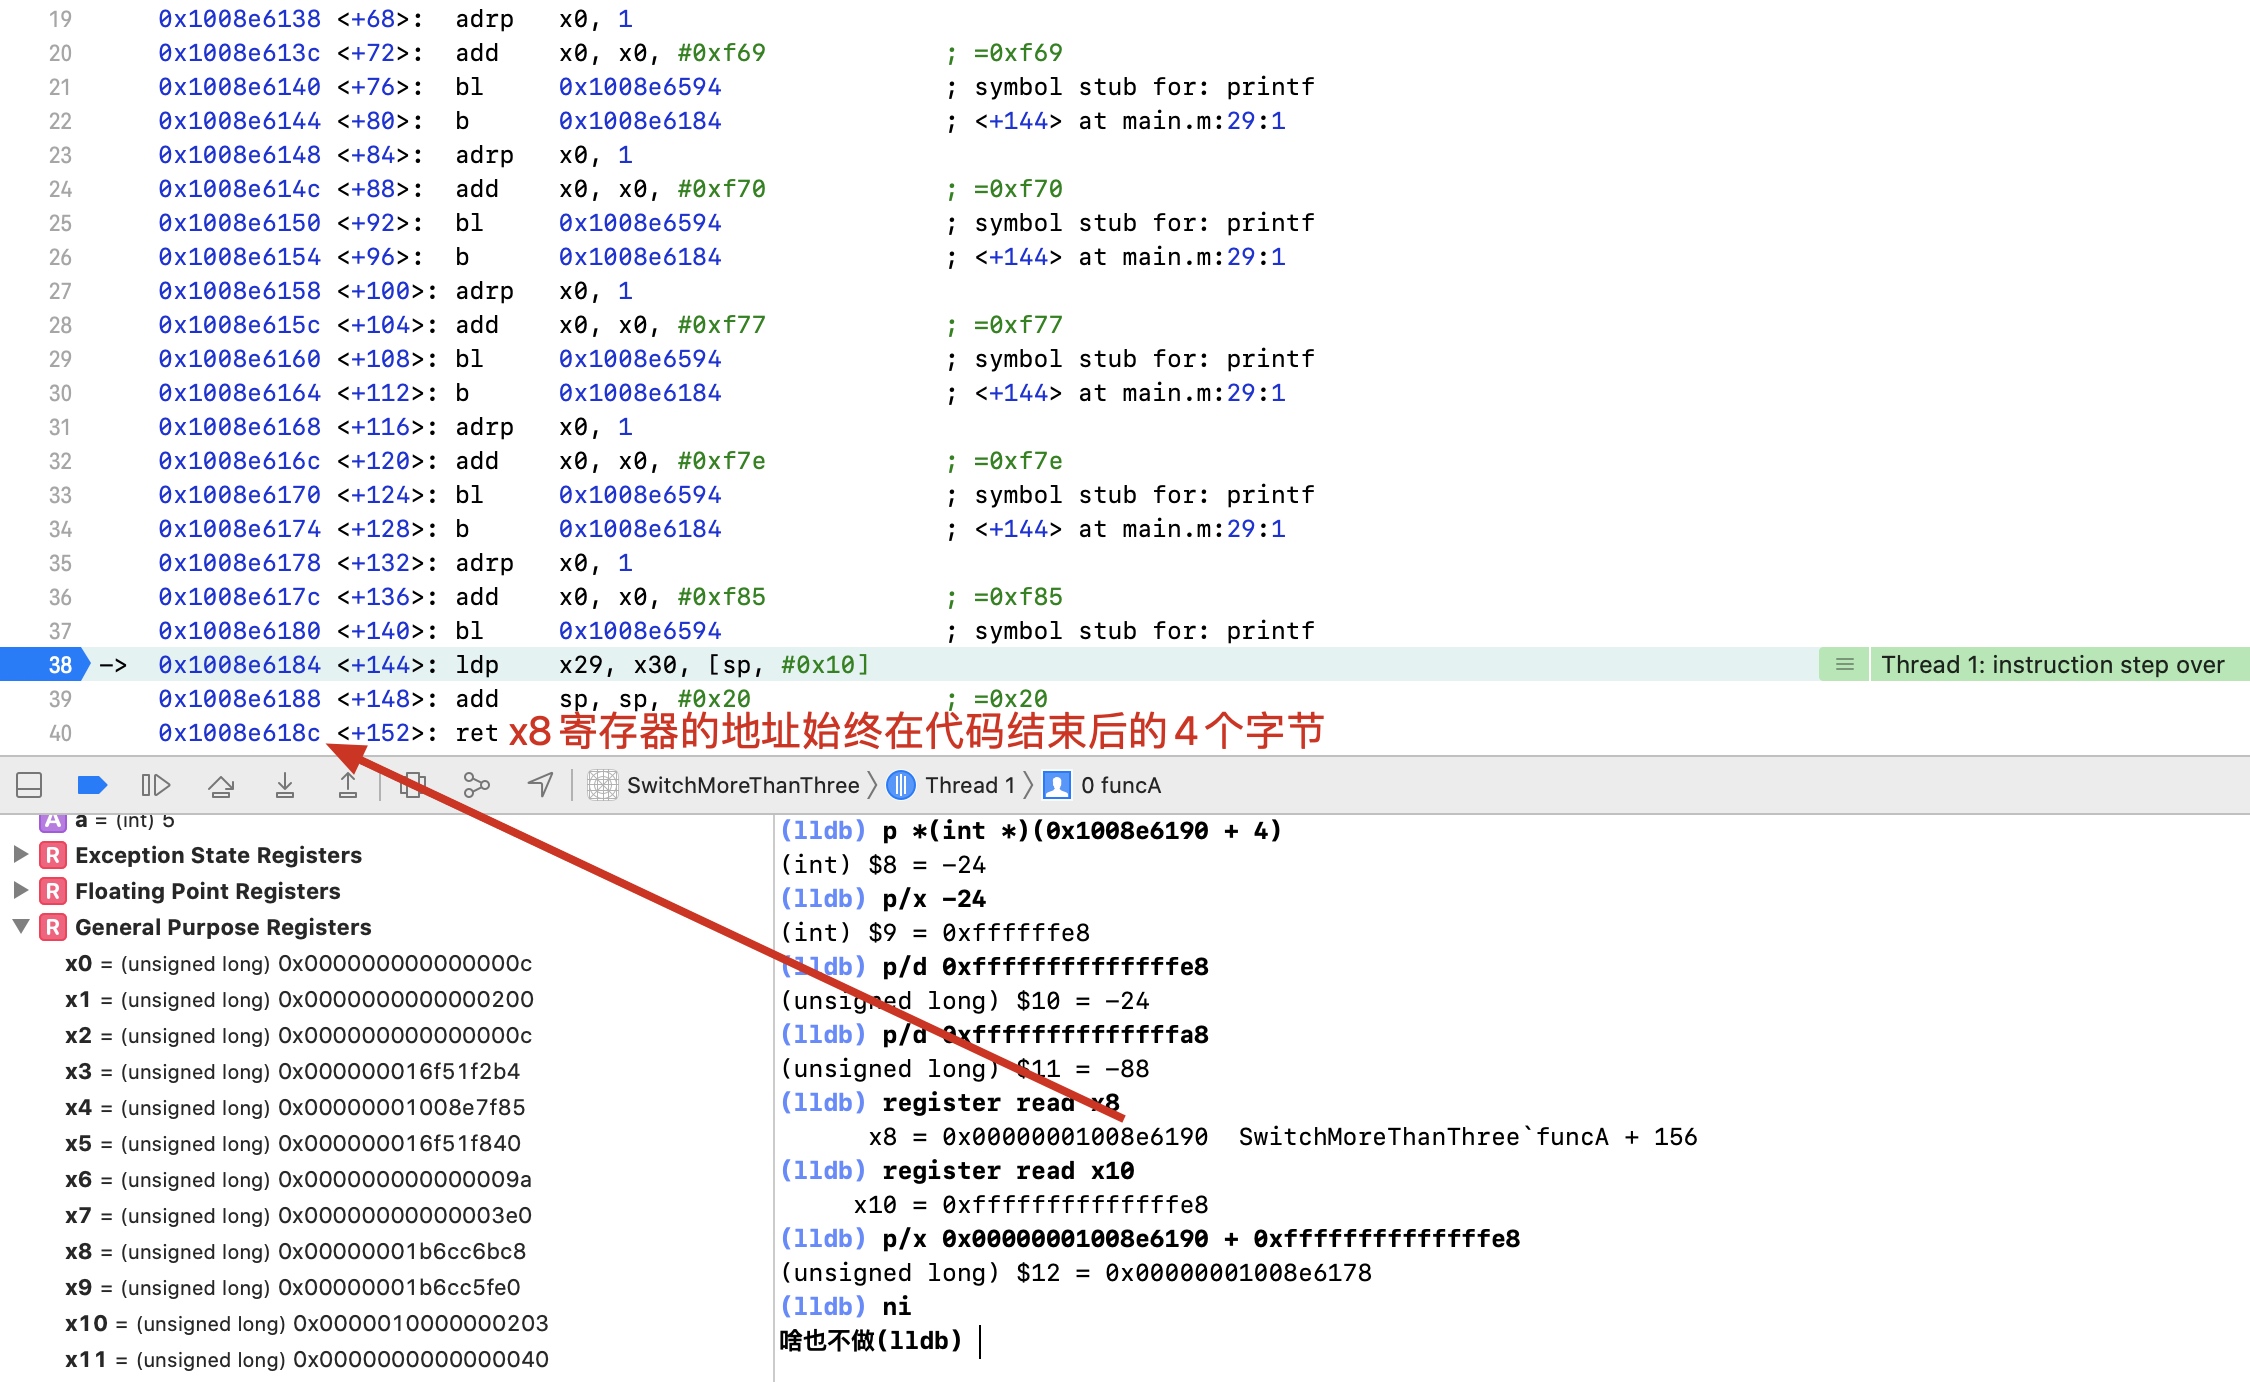 19 0x1008e6138 <+68>: adrp x0, 1
20 0x1008e613c <+72>: add x0, x0, #0xf69 ; =0xf69
21 0x1008e6140 <+76>: bl 0x1008e6594 ; symbol stub for: printf
22 0x1008e6144 <+80>: b 0x1008e6184 ; <+144> at main.m:29:1
23 0x1008e6148 <+84>: adrp x0, 1
24 0x1008e614c <+88>: add x0, x0, #0xf70 ; =0xf70
25 0x1008e6150 <+92>: bl 0x1008e6594 ; symbol stub for: printf
26 0x1008e6154 <+96>: b 0x1008e6184 ; <+144> at main.m:29:1
27 0x1008e6158 <+100>: adrp x0, 1
28 0x1008e615c <+104>: add x0, x0, #0xf77 ; =0xf77
29 0x1008e6160 <+108>: bl 0x1008e6594 ; symbol stub for: printf
30 0x1008e6164 <+112>: b 0x1008e6184 ; <+144> at main.m:29:1
31 0x1008e6168 <+116>: adrp x0, 1
32 0x1008e616c <+120>: add x0, x0, #0xf7e ; =0xf7e
33 0x1008e6170 <+124>: bl 0x1008e6594 ; symbol stub for: printf
34 0x1008e6174 <+128>: b 0x1008e6184 ; <+144> at main.m:29:1
35 0x1008e6178 <+132>: adrp x0, 1
36 0x1008e617c <+136>: add x0, x0, #0xf85 ; =0xf85
37 0x1008e6180 <+140>: bl 0x1008e6594 ; symbol stub for: printf
38 -> 0x1008e6184 <+144>: ldp x29, x30, [sp, #0x10] Thread 1: instruction step over
39 0x1008e6188 <+148>: add sp, sp, #0x20 ; =0x20
40 0x1008e618c <+152>: ret x8寄存器的地址始终在代码结束后的4个字节
SwitchMoreThanThree 〉 Thread 1 〉 0 funcA
A a = (int) 5
R Exception State Registers
R Floating Point Registers
R General Purpose Registers
x0 = (unsigned long) 0x000000000000000c
x1 = (unsigned long) 0x0000000000000200
x2 = (unsigned long) 0x000000000000000c
x3 = (unsigned long) 0x000000016f51f2b4
x4 = (unsigned long) 0x00000001008e7f85
x5 = (unsigned long) 0x000000016f51f840
x6 = (unsigned long) 0x000000000000009a
x7 = (unsigned long) 0x00000000000003e0
x8 = (unsigned long) 0x00000001b6cc6bc8
x9 = (unsigned long) 0x00000001b6cc5fe0
x10 = (unsigned long) 0x0000010000000203
x11 = (unsigned long) 0x0000000000000040
(lldb) p *(int *)(0x1008e6190 + 4)
(int) $8 = -24
(lldb) p/x -24
(int) $9 = 0xffffffe8
(lldb) p/d 0xffffffffffffffe8
(unsigned long) $10 = -24
(lldb) p/d 0xffffffffffffffa8
(unsigned long) $11 = -88
(lldb) register read x8
x8 = 0x00000001008e6190 SwitchMoreThanThree`funcA + 156
(lldb) register read x10
x10 = 0xffffffffffffffe8
(lldb) p/x 0x00000001008e6190 + 0xffffffffffffffe8
(unsigned long) $12 = 0x00000001008e6178
(lldb) ni
啥也不做(lldb)